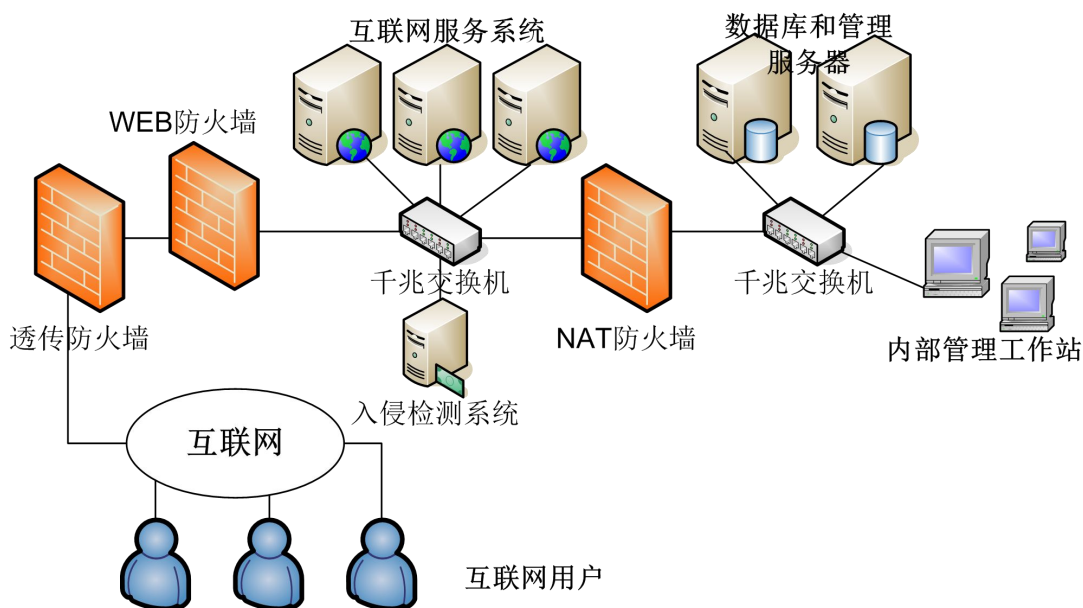 互联网服务系统
数据库和管理
服务器
WEB防火墙
千兆交换机
千兆交换机
透传防火墙
NAT防火墙
内部管理工作站
入侵检测系统
互联网
互联网用户